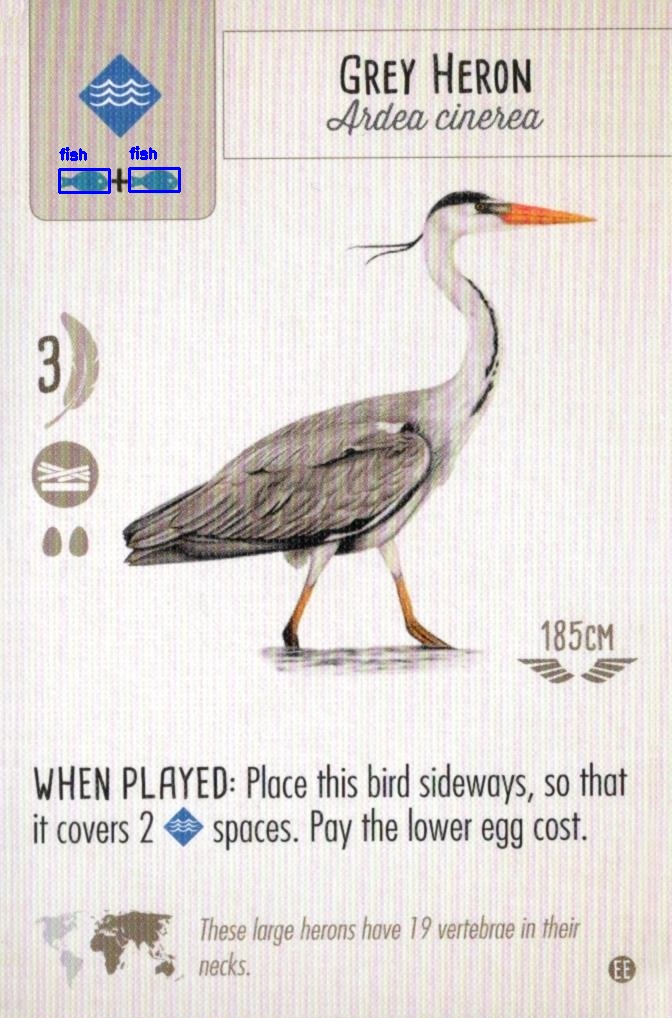 GREY HERON
Ardea cinerea
fish fish
+
3
185CM
WHEN PLAYED: Place this bird sideways, so that
it covers 2 spaces. Pay the lower egg cost.
These large herons have 19 vertebrae in their
necks.
EE